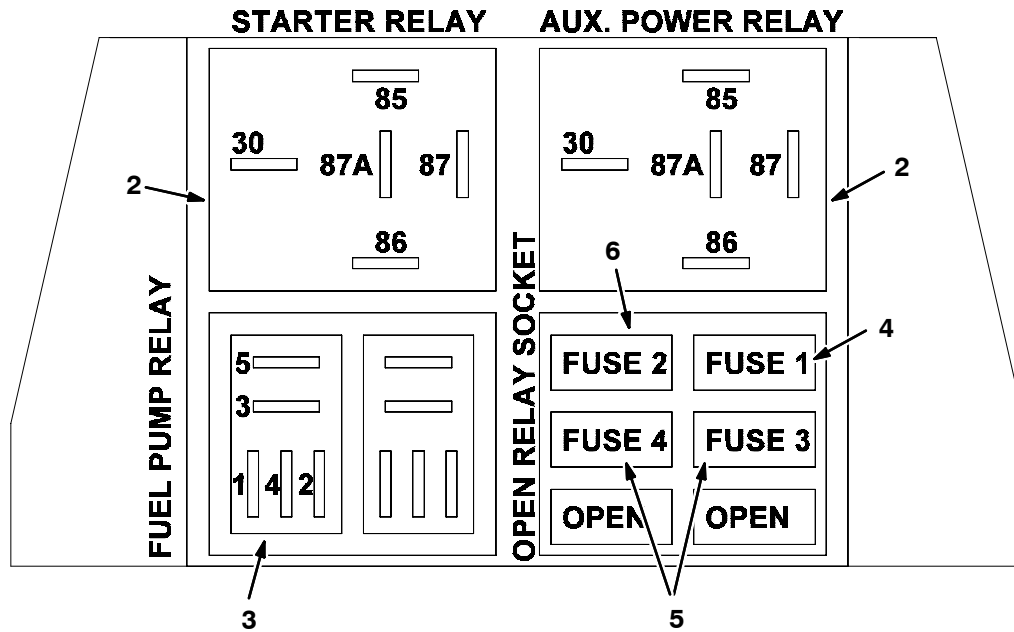 STARTER RELAY
AUX. POWER RELAY
85
30
87A
87
86
85
30
87A
87
86
2
2
FUEL PUMP RELAY
5
3
1 4 2
3
OPEN RELAY SOCKET
6
FUSE 2
FUSE 1
4
FUSE 4
FUSE 3
OPEN
OPEN
5